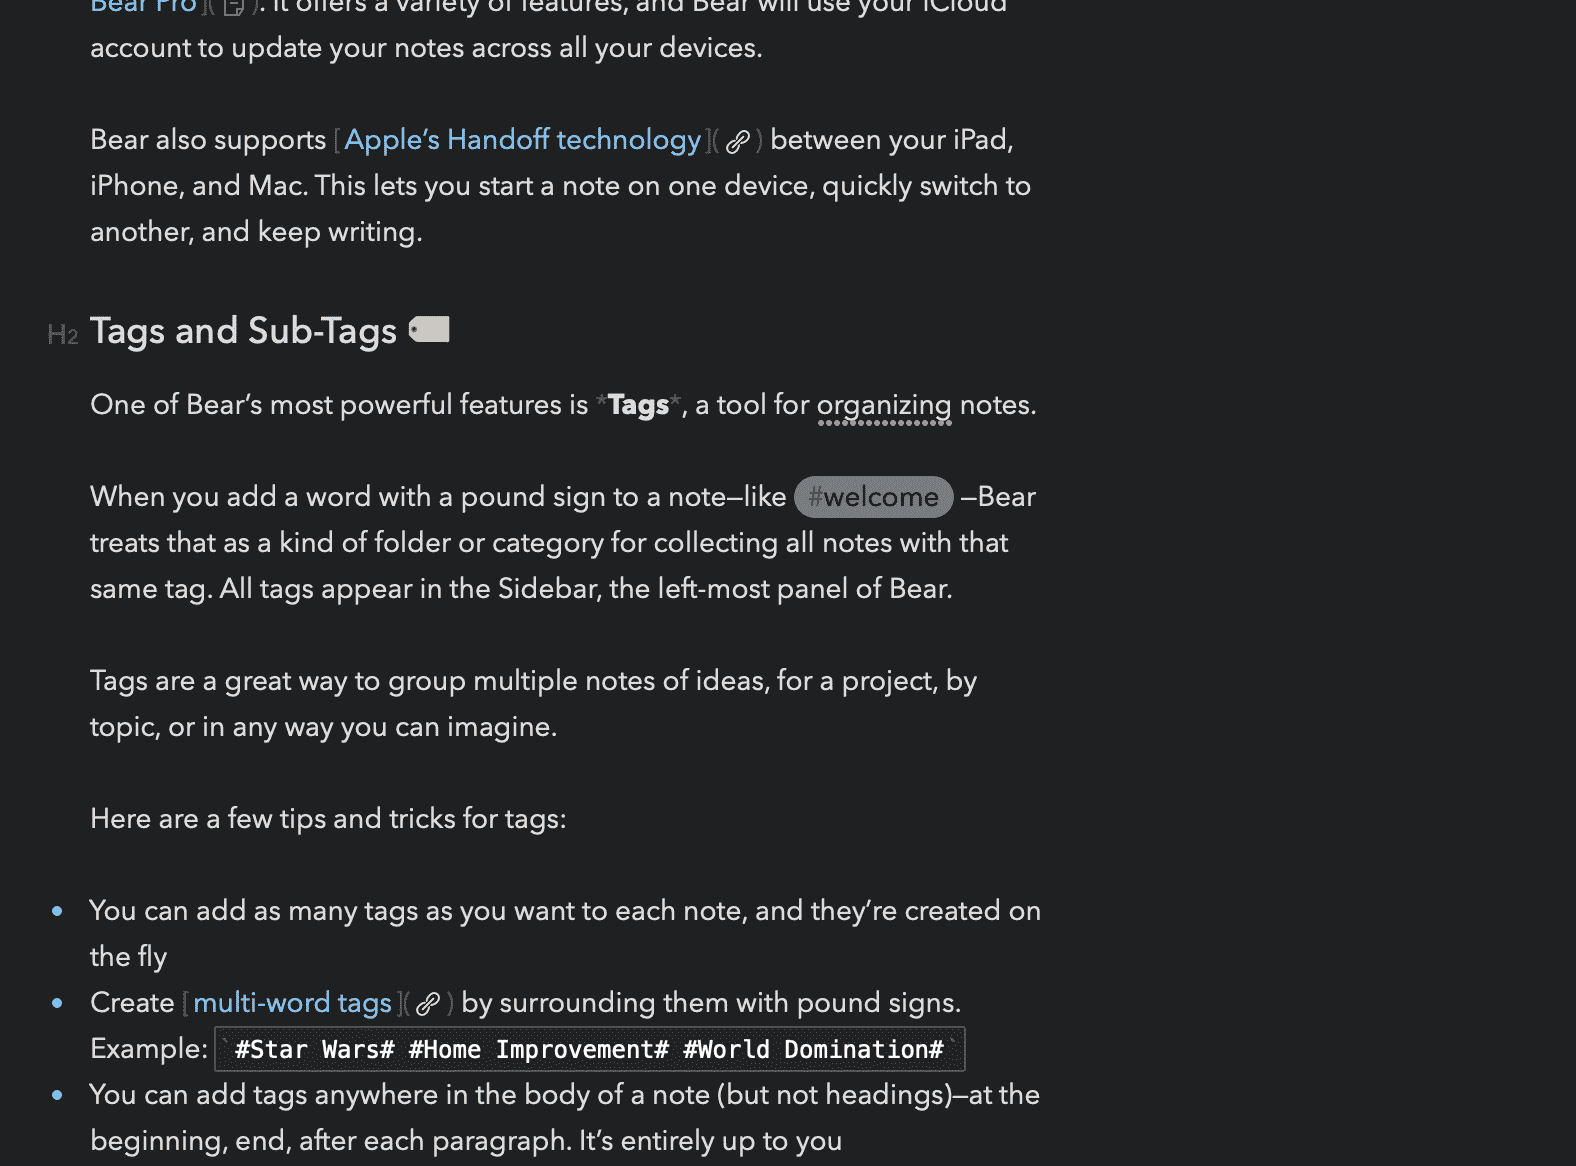 Bear Pro](). It offers a variety of features, and Bear will use your iCloud
account to update your notes across all your devices.
Bear also supports [Apple’s Handoff technology]() between your iPad,
iPhone, and Mac. This lets you start a note on one device, quickly switch to
another, and keep writing.
H2 Tags and Sub-Tags
One of Bear’s most powerful features is *Tags*, a tool for organizing notes.
When you add a word with a pound sign to a note—like #welcome —Bear
treats that as a kind of folder or category for collecting all notes with that
same tag. All tags appear in the Sidebar, the left-most panel of Bear.
Tags are a great way to group multiple notes of ideas, for a project, by
topic, or in any way you can imagine.
Here are a few tips and tricks for tags:
• You can add as many tags as you want to each note, and they’re created on
the fly
• Create [multi-word tags]() by surrounding them with pound signs.
Example: `#Star Wars# #Home Improvement# #World Domination#`
• You can add tags anywhere in the body of a note (but not headings)—at the
beginning, end, after each paragraph. It’s entirely up to you